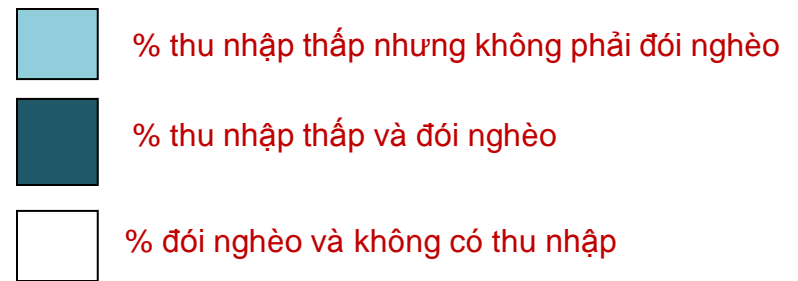 % thu nhập thấp nhưng không phải đói nghèo
% thu nhập thấp và đói nghèo
% đói nghèo và không có thu nhập